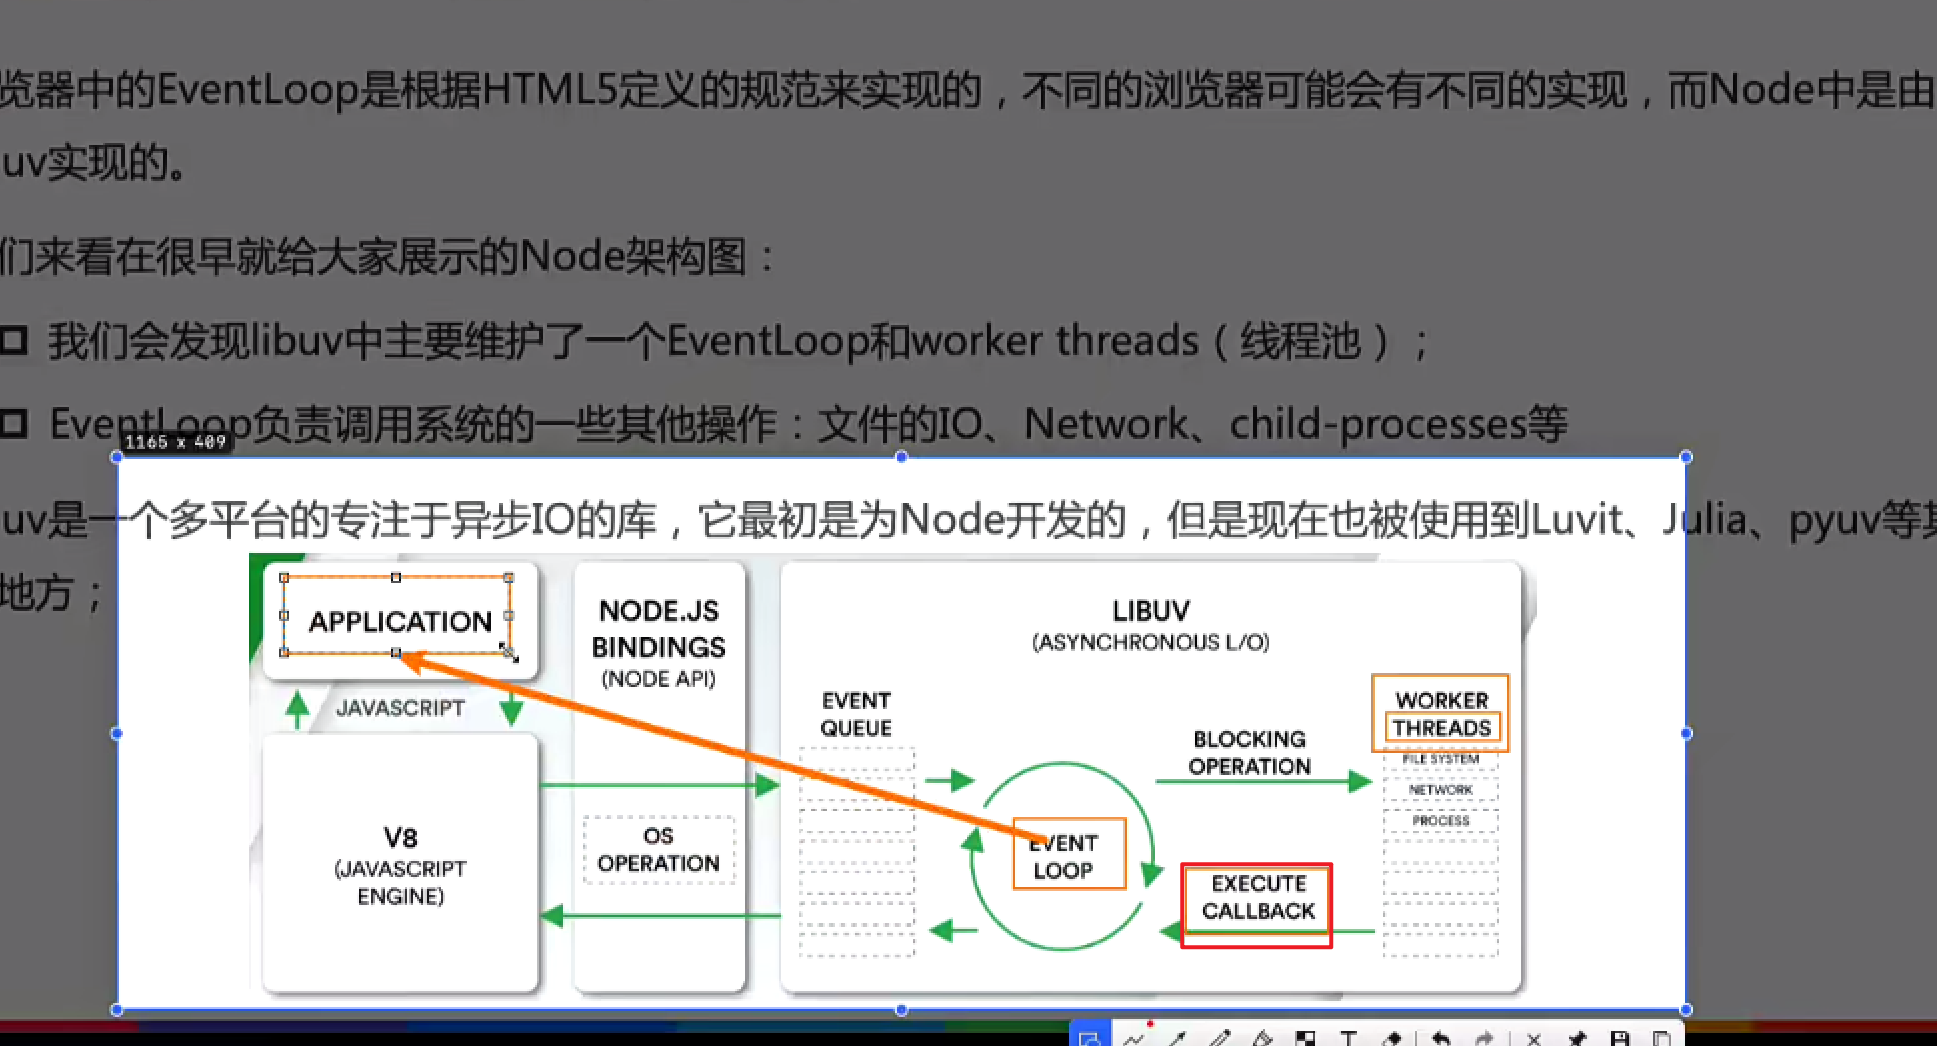 览器中的EventLoop是根据HTML5定义的规范来实现的，不同的浏览器可能会有不同的实现，而Node中是由
uv实现的。
们来看在很早就给大家展示的Node架构图：
我们会发现libuv中主要维护了一个EventLoop和worker threads（线程池）；
EventLoop负责调用系统的一些其他操作：文件的IO、Network、child-processes等
1165 x 409
uv是一个多平台的专注于异步IO的库，它最初是为Node开发的，但是现在也被使用到Luvit、Julia、pyuv等其
地方；
APPLICATION
JAVASCRIPT
V8
(JAVASCRIPT
ENGINE)
NODE.JS
BINDINGS
(NODE API)
OS
OPERATION
LIBUV
(ASYNCHRONOUS L/O)
EVENT
QUEUE
EVENT
LOOP
BLOCKING
OPERATION
EXECUTE
CALLBACK
WORKER
THREADS
FILE SYSTEM
NETWORK
PROCESS